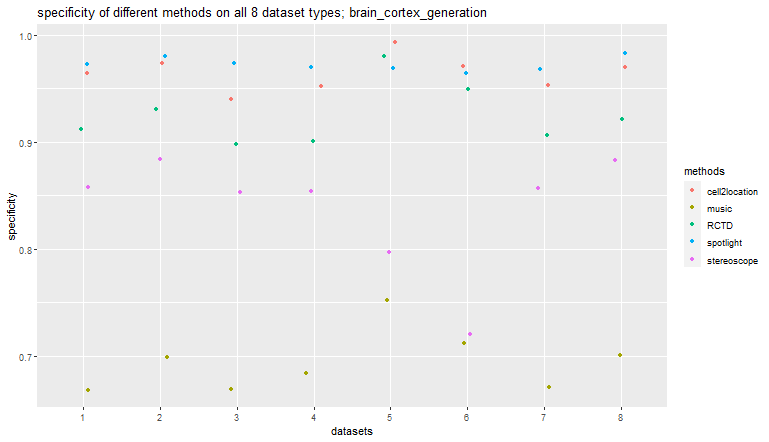 specificity of different methods on all 8 dataset types; brain_cortex_generation
1.0
0.9
0.8
0.7
specificity
1 2 3 4 5 6 7 8
datasets
methods
cell2location
music
RCTD
spotlight
stereoscope